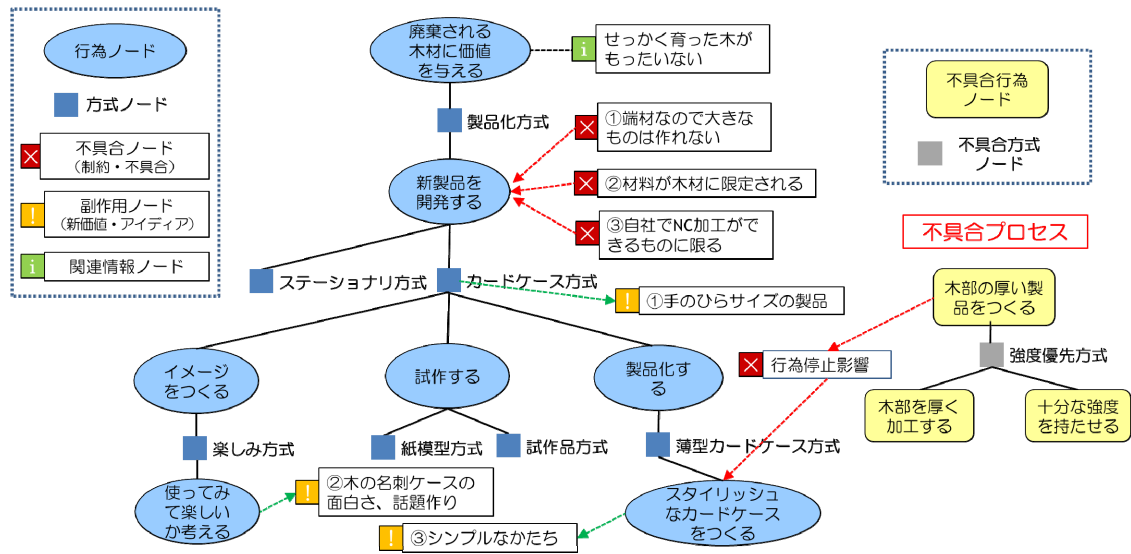 行為ノード
方式ノード
不具合ノード
（制約・不具合）
副作用ノード
（新価値・アイディア）
関連情報ノード
廃棄される
木材に価値
を与える
せっかく育った木が
もったいない
製品化方式
①端材なので大きな
ものは作れない
新製品を
開発する
②材料が木材に限定される
③自社でNC加工がで
きるものに限る
ステーショナリ方式
カードケース方式
①手のひらサイズの製品
イメージ
をつくる
試作する
製品化す
る
楽しみ方式
紙模型方式
試作品方式
薄型カードケース方式
使ってみ
て楽しい
か考える
②木の名刺ケースの
面白さ、話題作り
③シンプルなかたち
スタイリッシュ
なカードケース
をつくる
不具合行為
ノード
不具合方式
ノード
不具合プロセス
木部の厚い製
品をつくる
行為停止影響
強度優先方式
木部を厚く
加工する
十分な強度
を持たせる